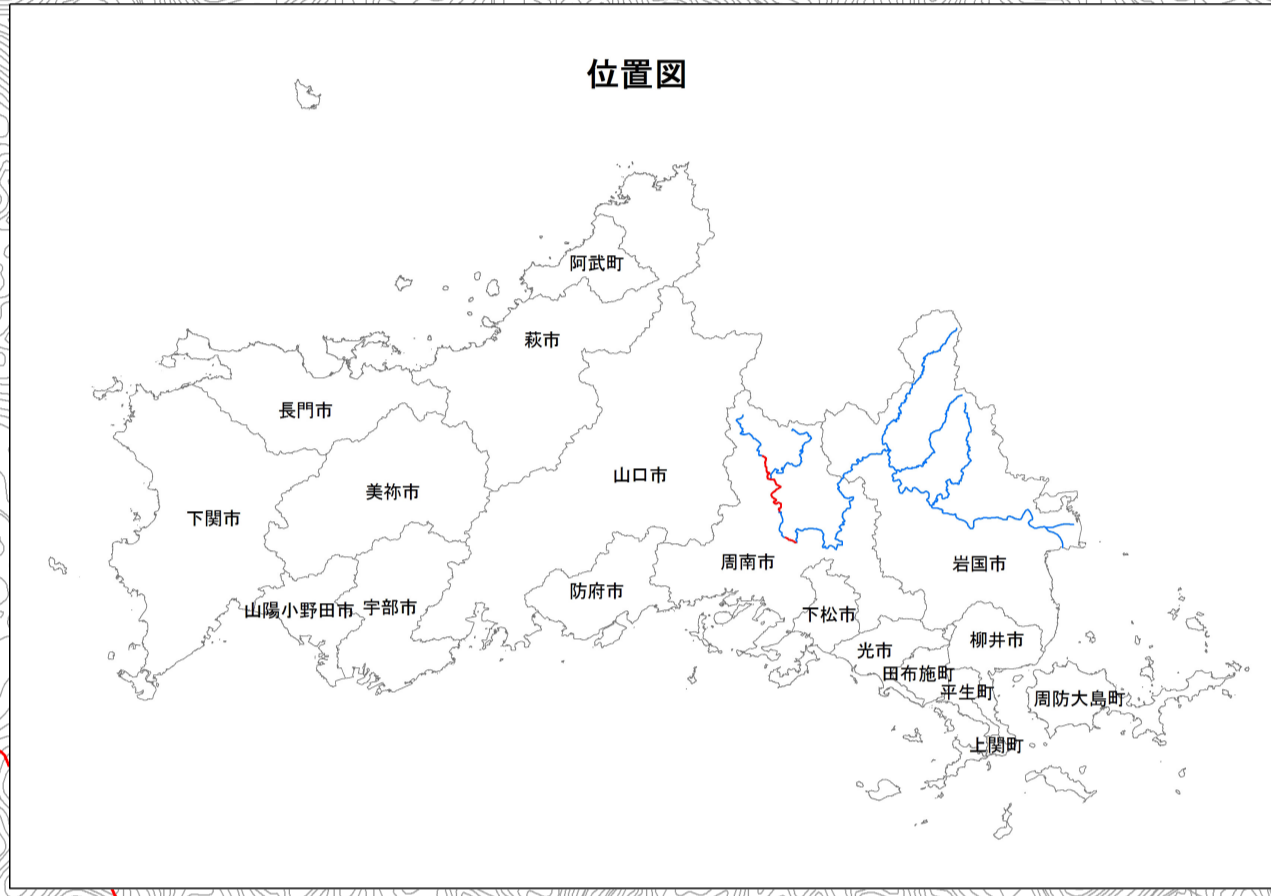 位置図
阿武町
萩市
長門市
山口市
美祢市
下関市
周南市
岩国市
防府市
山陽小野田市
宇部市
下松市
柳井市
光市
田布施町
平生町
周防大島町
上関町